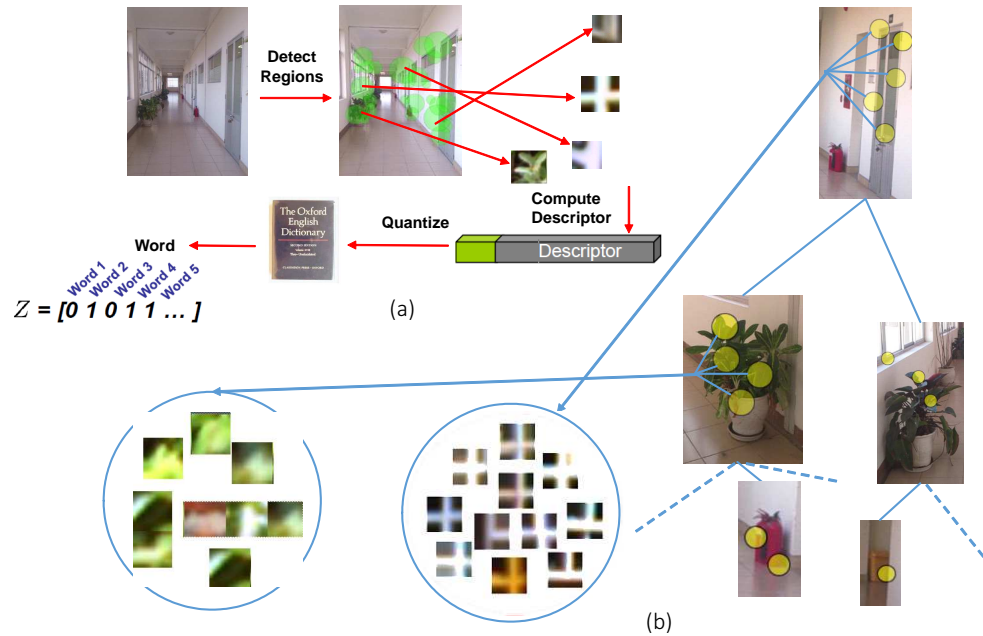 Detect
Regions
Compute
Descriptor
Descriptor
Quantize
The Oxford
English
Dictionary
Word
Word 1
Word 2
Word 3
Word 4
Word 5
Z = [0 1 0 1 1 ... ]
(a)
(b)